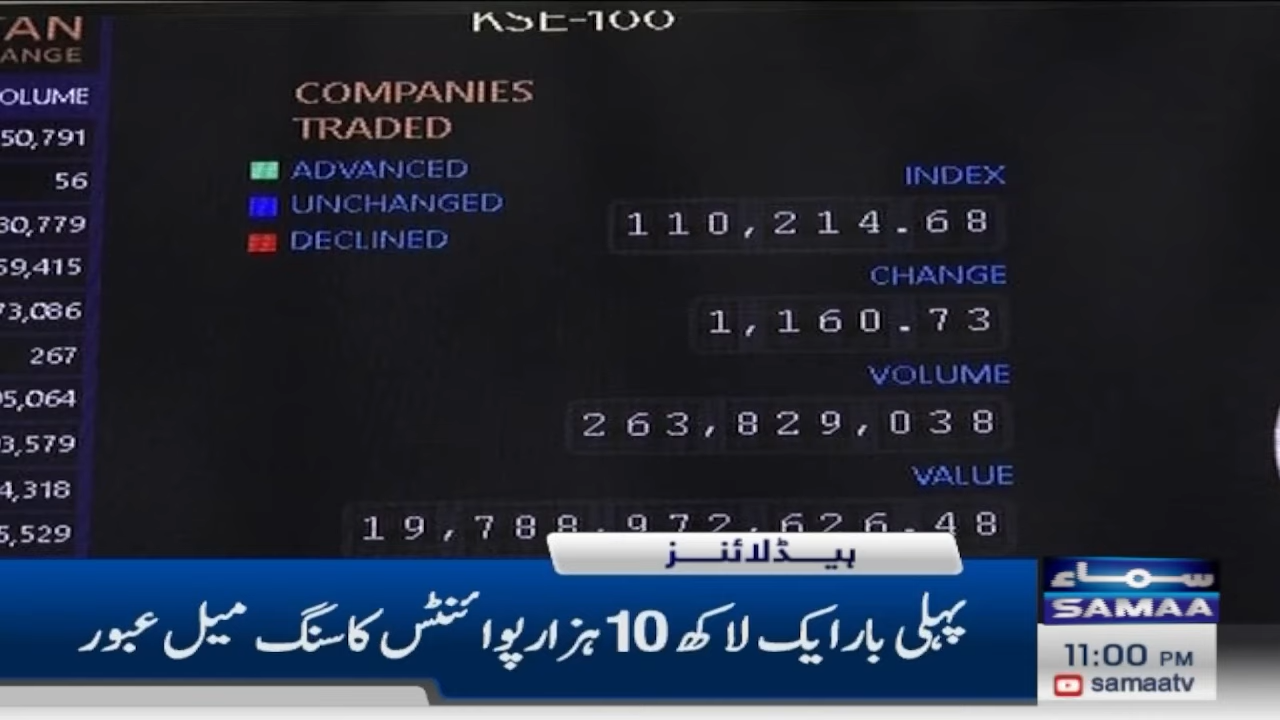 KSE-100
TAN
ANGE
OLUME
50,791
56
30,779
59,415
73,086
267
05,064
3,579
4,318
5,529
COMPANIES
TRADED
ADVANCED
UNCHANGED
DECLINED
INDEX
110,214.68
CHANGE
1,160.73
VOLUME
263,829,038
VALUE
19,788,972,626.48
ہیڈلائنز
پہلی بار ایک لاکھ 10 ہزار پوائنٹس کا سنگ میل عبور
سماء
SAMAA
11:00 PM
samaatv